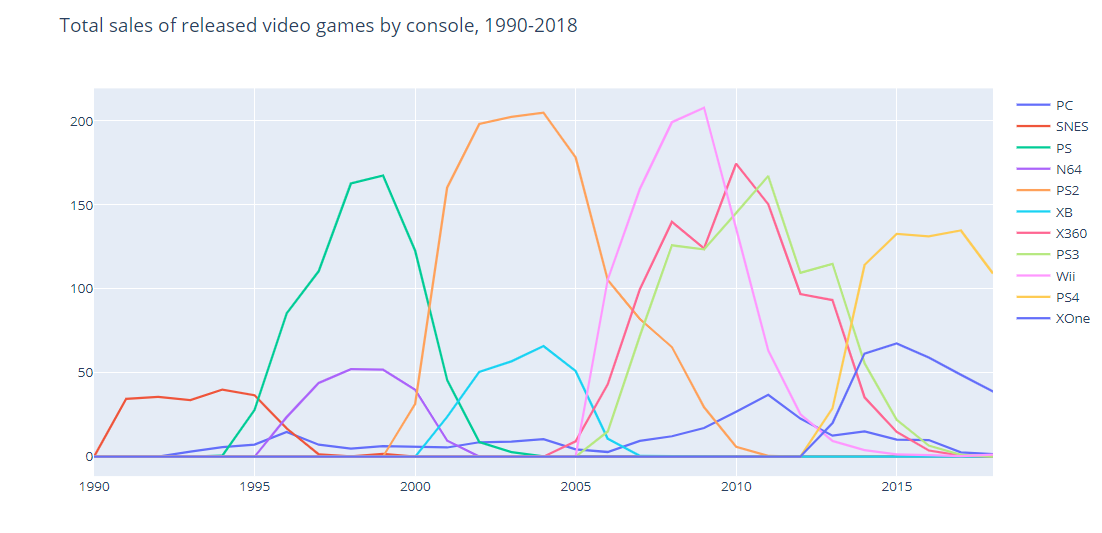 Total sales of released video games by console, 1990-2018
200
150
100
50
0
1990 1995 2000 2005 2010 2015
PC
SNES
PS
N64
PS2
XB
X360
PS3
Wii
PS4
XOne